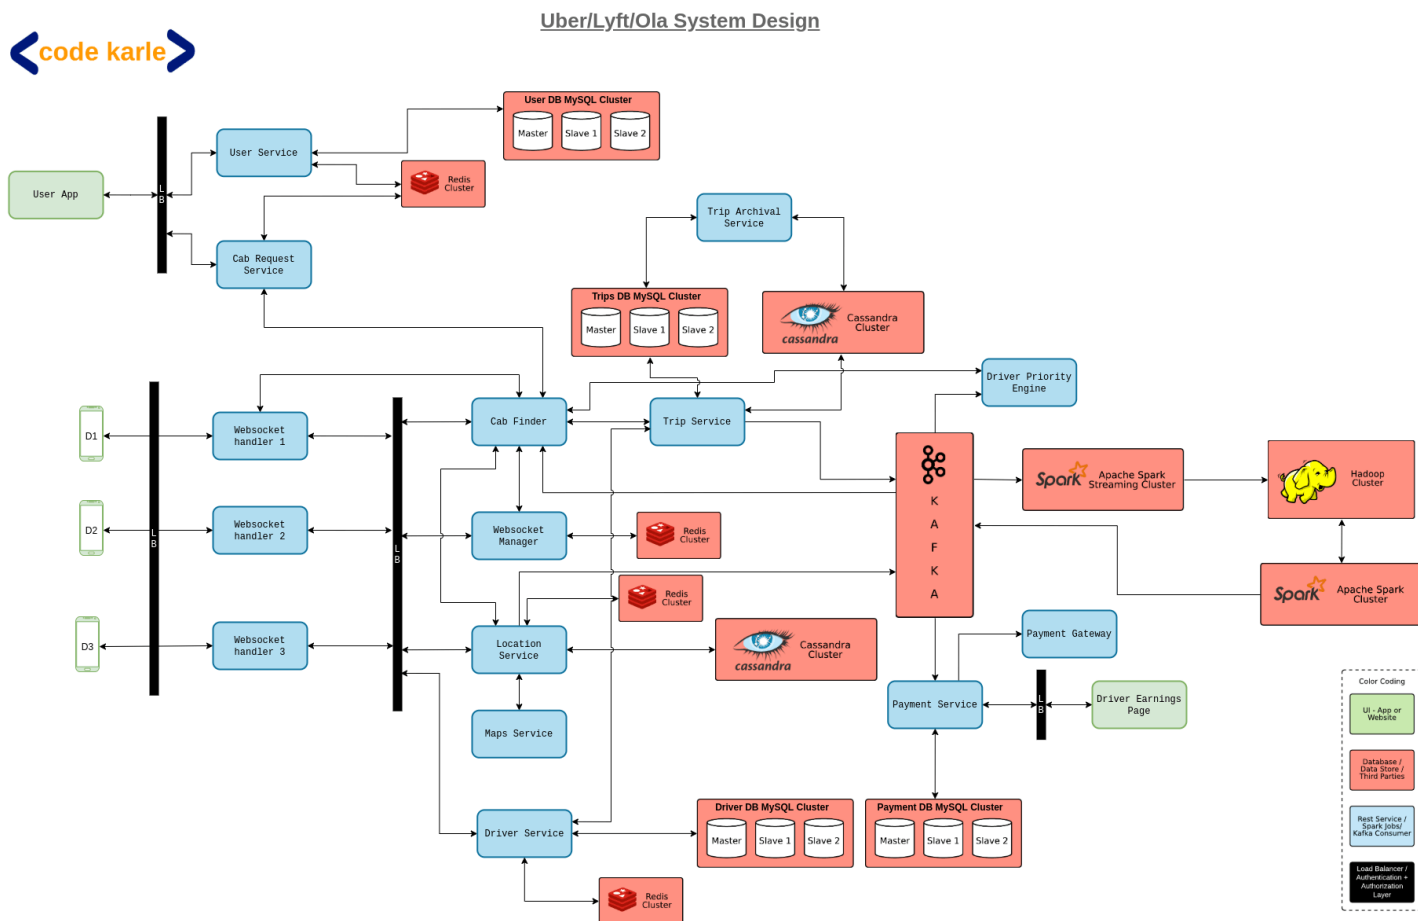 Uber/Lyft/Ola System Design
code karle
User DB MySQL Cluster
Master
Slave 1
Slave 2
User Service
L
B
User App
Redis
Cluster
Trip Archival
Service
Cab Request
Service
Trips DB MySQL Cluster
Master
Slave 1
Slave 2
cassandra
Cassandra
Cluster
Driver Priority
Engine
D1
Websocket
handler 1
Cab Finder
Trip Service
K
A
F
K
A
Spark
Apache Spark
Streaming Cluster
Hadoop
Cluster
D2
L
B
Websocket
handler 2
L
B
Websocket
Manager
Redis
Cluster
Redis
Cluster
Spark
Apache Spark
Cluster
D3
Websocket
handler 3
Location
Service
cassandra
Cassandra
Cluster
Payment Gateway
Maps Service
Payment Service
L
B
Driver Earnings
Page
Driver Service
Driver DB MySQL Cluster
Master
Slave 1
Slave 2
Payment DB MySQL Cluster
Master
Slave 1
Slave 2
Redis
Cluster
Color Coding
UI - App or
Website
Database /
Data Store /
Third Parties
Rest Service /
Spark Jobs/
Kafka Consumer
Load Balancer /
Authentication +
Authorization
Layer